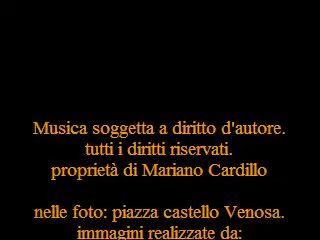 Musica soggetta a diritto d'autore.
tutti i diritti riservati.
proprietà di Mariano Cardillo
nelle foto: piazza castello Venosa.
immagini realizzate da: